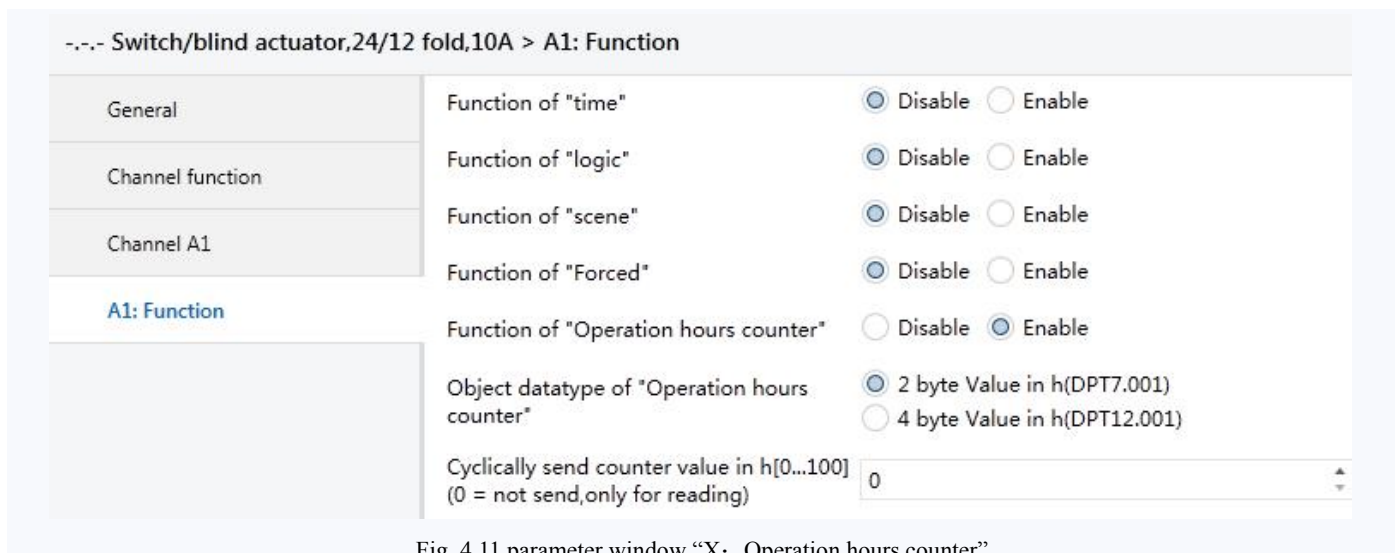 -.-.- Switch/blind actuator,24/12 fold,10A > A1: Function
General
Channel function
Channel A1
A1: Function
Function of "time" Disable Enable
Function of "logic" Disable Enable
Function of "scene" Disable Enable
Function of "Forced" Disable Enable
Function of "Operation hours counter" Disable Enable
Object datatype of "Operation hours
counter"
2 byte Value in h(DPT7.001)
4 byte Value in h(DPT12.001)
Cyclically send counter value in h[0...100]
(0 = not send,only for reading)
0
Fig. 4.11 parameter window “X：Operation hours counter”